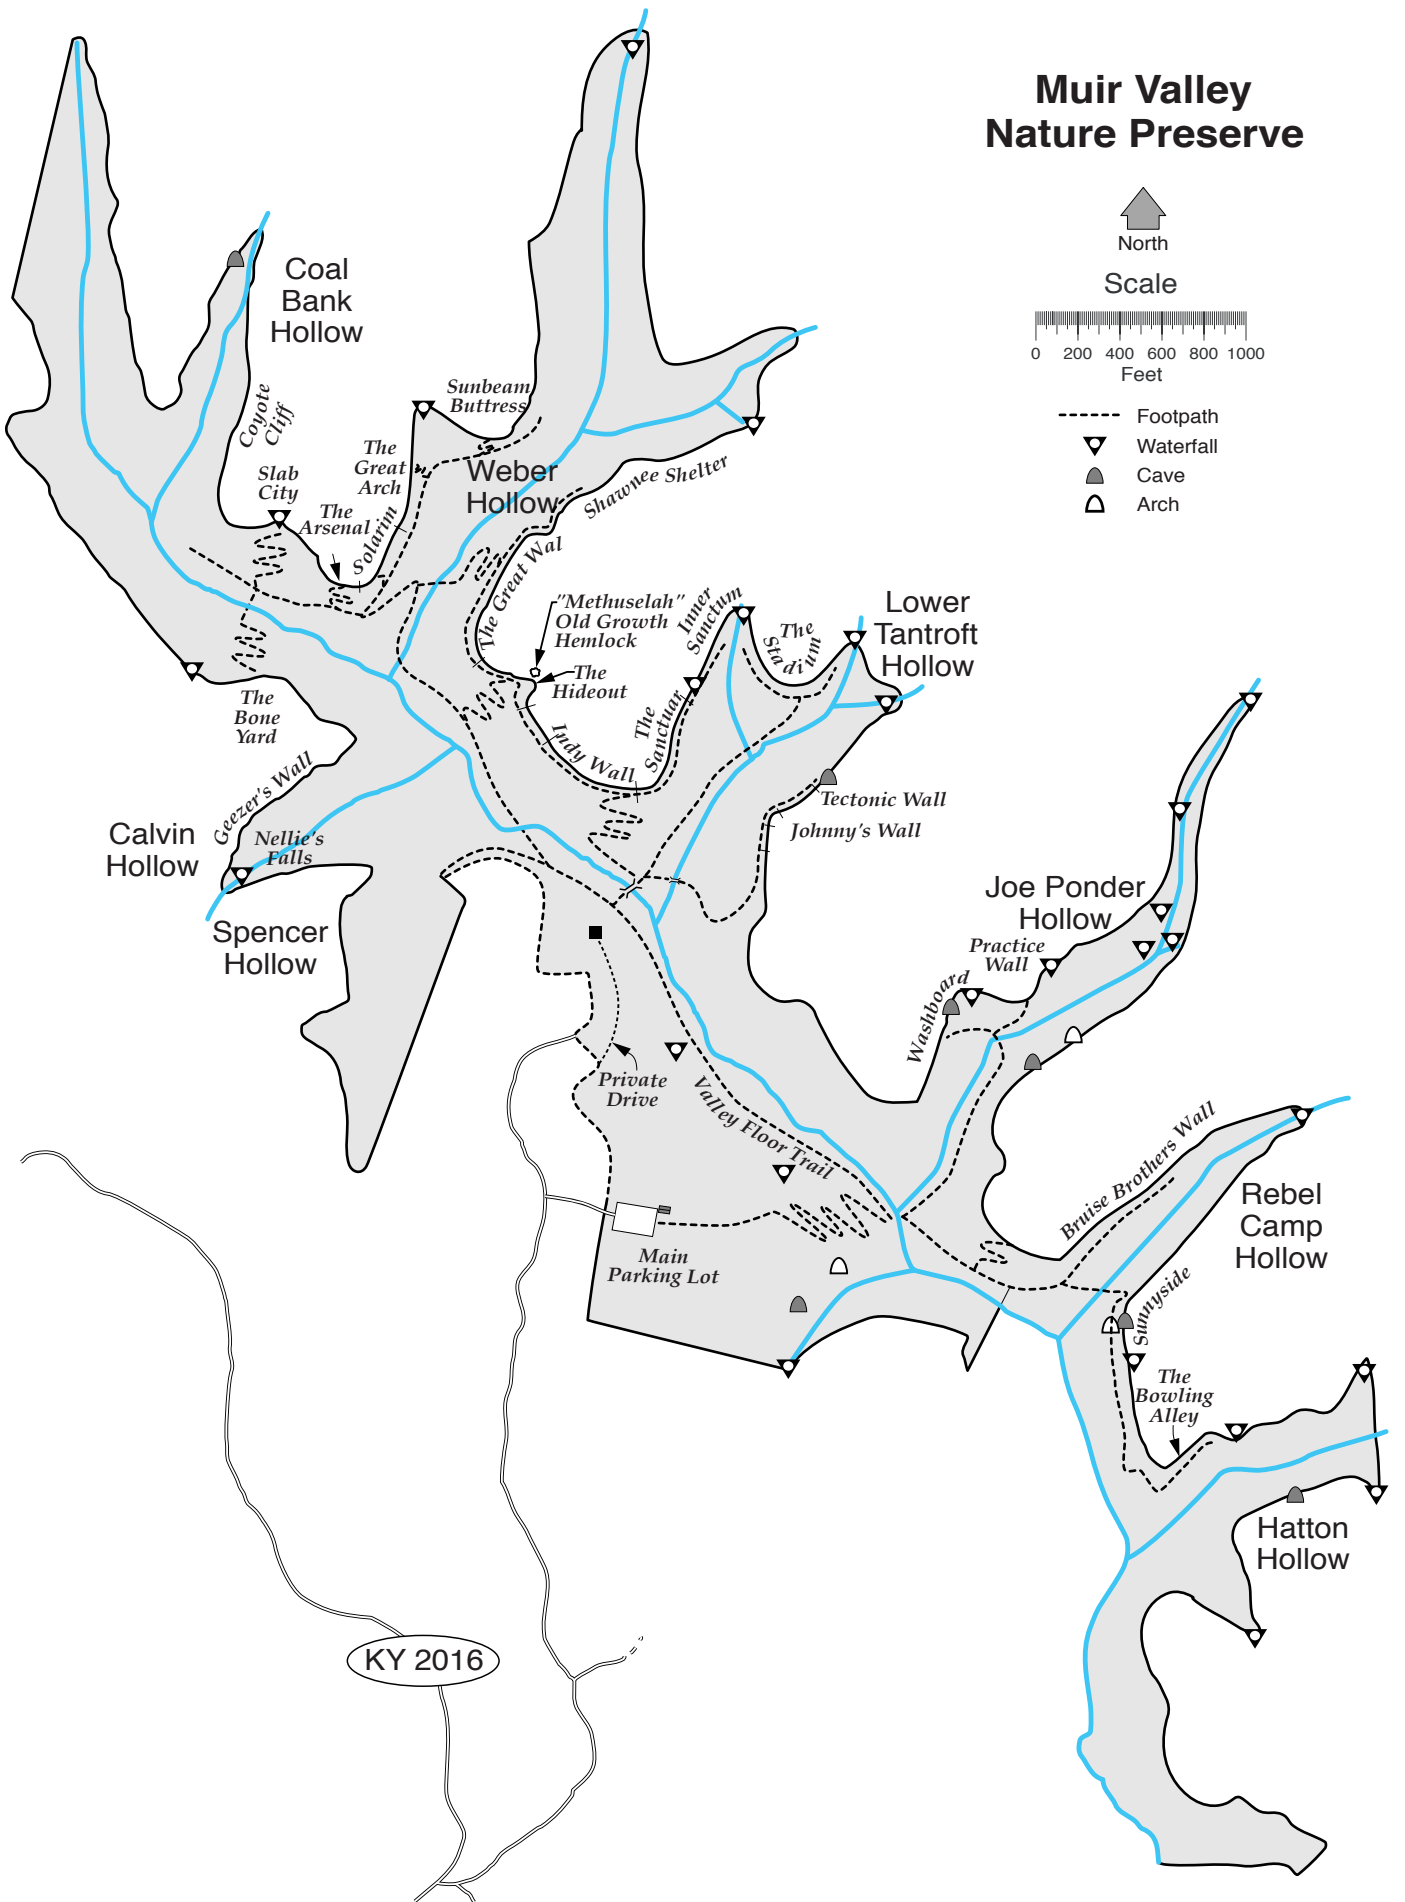 Muir Valley
Nature Preserve
North
Scale
0 200 400 600 800 1000
Feet
Footpath
Waterfall
Cave
Arch
Coal
Bank
Hollow
Coyote
Cliff
Slab
City
The
Arsenal
Solarim
The
Great
Arch
Sunbeam
Buttress
Weber
Hollow
Shawnee Shelter
The Great Wal
"Methuselah"
Old Growth
Hemlock
The
Hideout
Inner
Sanctum
The
Stadium
Lower
Tantroft
Hollow
The
Sanctuar
Indy Wall
The
Bone
Yard
Geezer's Wall
Calvin
Hollow
Nellie's
Falls
Spencer
Hollow
Tectonic Wall
Johnny's Wall
Joe Ponder
Hollow
Practice
Wall
Washboard
Private
Drive
Valley Floor Trail
Main
Parking Lot
Bruise Brothers Wall
Rebel
Camp
Hollow
Sunnyside
The
Bowling
Alley
Hatton
Hollow
KY 2016